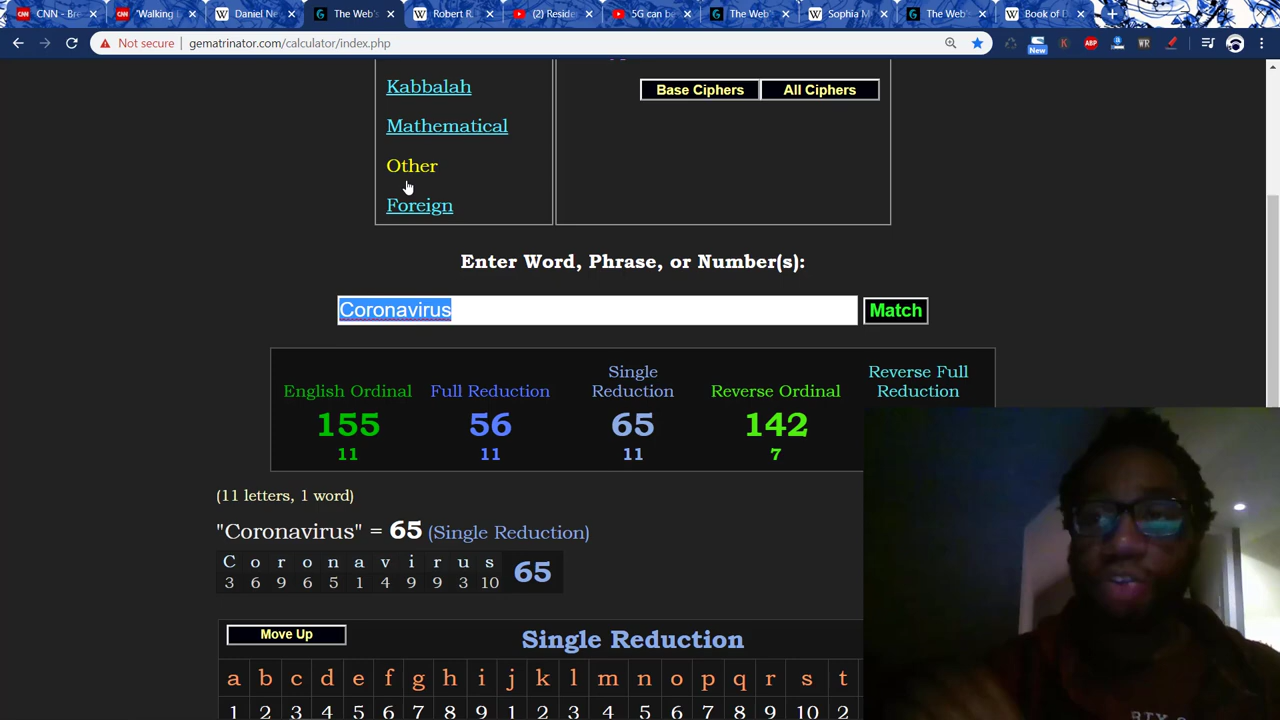 CNN - Bre
'Walking D
Daniel Ne
The Web's
Robert R.
(2) Reside
5G can be
The Web's
Sophia M
The Web's
Book of D
Not secure
gematrinator.com/calculator/index.php
New
ABP
WR
Kabbalah
Base Ciphers
All Ciphers
Mathematical
Other
Foreign
Enter Word, Phrase, or Number(s):
Coronavirus
Match
English Ordinal
Full Reduction
Single Reduction
Reverse Ordinal
Reverse Full Reduction
155
56
65
142
11
11
11
7
(11 letters, 1 word)
"Coronavirus" = 65 (Single Reduction)
C o r o n a v i r u s
3 6 9 6 5 1 4 9 9 3 10
65
Move Up
Single Reduction
a b c d e f g h i j k l m n o p q r s t
1 2 3 4 5 6 7 8 9 1 2 3 4 5 6 7 8 9 10 2